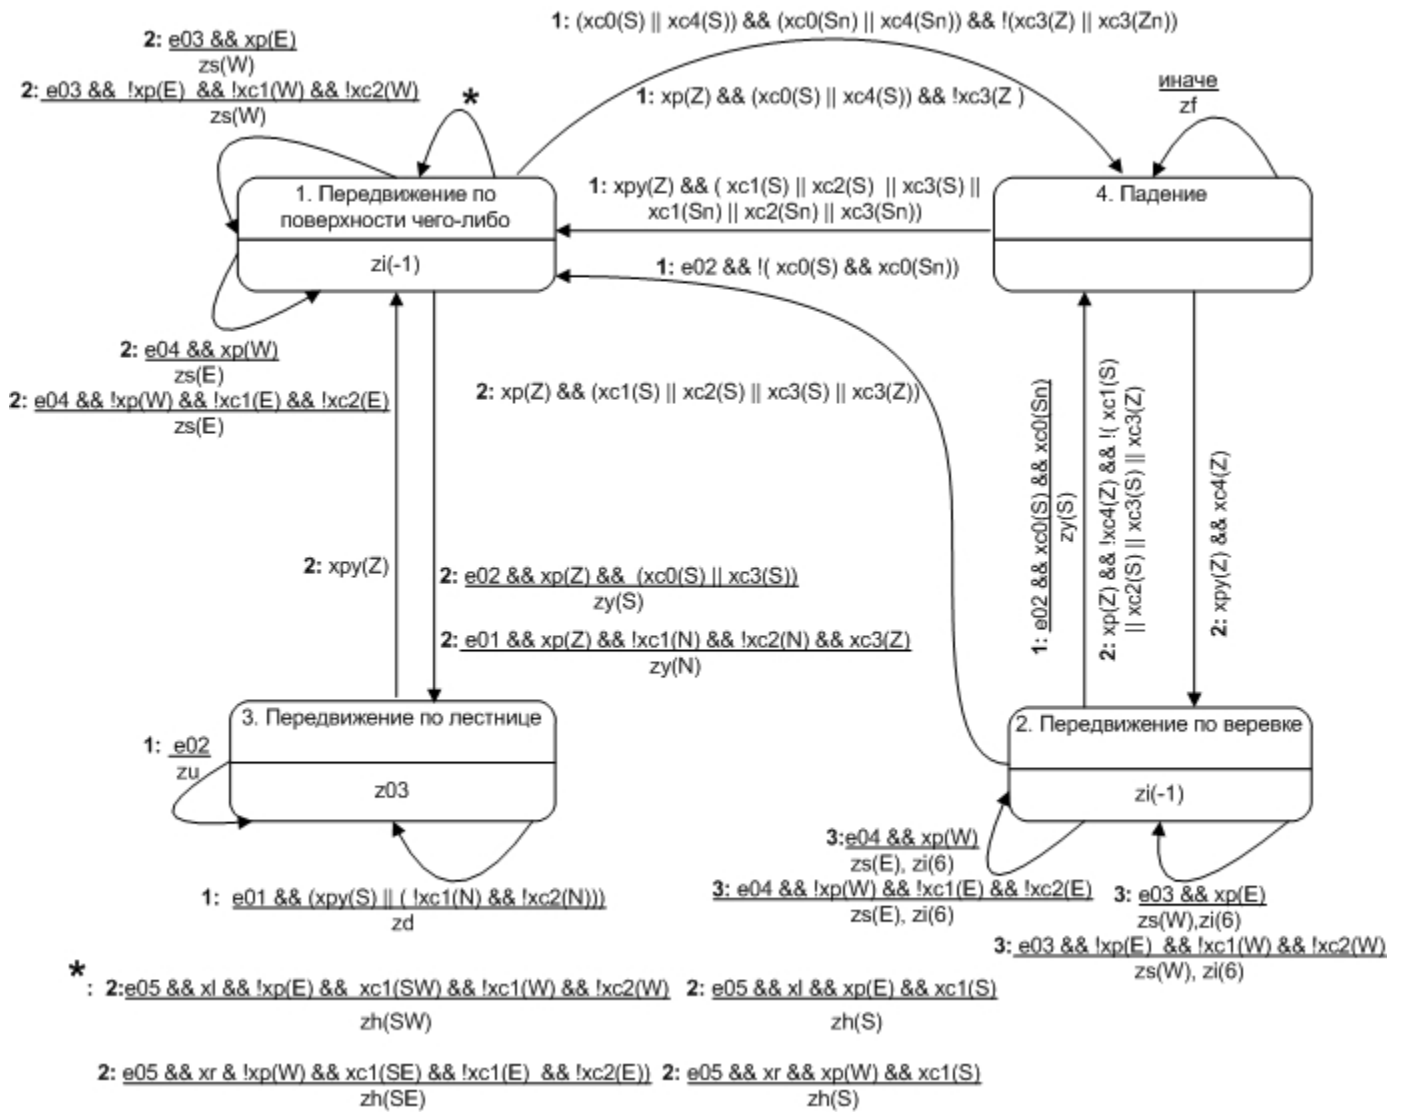 1: (xc0(S) || xc4(S)) && (xc0(Sn) || xc4(Sn)) && !(xc3(Z) || xc3(Zn))
2: e03 && xp(E)
zs(W)
2: e03 && !xp(E) && !xc1(W) && !xc2(W)
zs(W)
*
1: xp(Z) && (xc0(S) || xc4(S)) && !xc3(Z )
иначе
zf
1. Передвижение по
поверхности чего-либо
zi(-1)
1: xpy(Z) && ( xc1(S) || xc2(S) || xc3(S) ||
xc1(Sn) || xc2(Sn) || xc3(Sn))
4. Падение
1: e02 && !( xc0(S) && xc0(Sn))
2: e04 && xp(W)
zs(E)
2: e04 && !xp(W) && !xc1(E) && !xc2(E)
zs(E)
2: xp(Z) && (xc1(S) || xc2(S) || xc3(S) || xc3(Z))
1: e02 && xc0(S) && xc0(Sn)
zy(S)
2: xp(Z) && !xc4(Z) && !( xc1(S)
|| xc2(S) || xc3(S) || xc3(Z)
2: xpy(Z) && xc4(Z)
2: xpy(Z)
2: e02 && xp(Z) && (xc0(S) || xc3(S))
zy(S)
2: e01 && xp(Z) && !xc1(N) && !xc2(N) && xc3(Z)
zy(N)
3. Передвижение по лестнице
z03
2. Передвижение по веревке
zi(-1)
1: e02
zu
1: e01 && (xpy(S) || ( !xc1(N) && !xc2(N)))
zd
3:e04 && xp(W)
zs(E), zi(6)
3: e04 && !xp(W) && !xc1(E) && !xc2(E)
zs(E), zi(6)
3: e03 && xp(E)
zs(W),zi(6)
3: e03 && !xp(E) && !xc1(W) && !xc2(W)
zs(W), zi(6)
* : 2:e05 && xl && !xp(E) && xc1(SW) && !xc1(W) && !xc2(W)
zh(SW)
2: e05 && xl && xp(E) && xc1(S)
zh(S)
2: e05 && xr & !xp(W) && xc1(SE) && !xc1(E) && !xc2(E))
zh(SE)
2: e05 && xr && xp(W) && xc1(S)
zh(S)